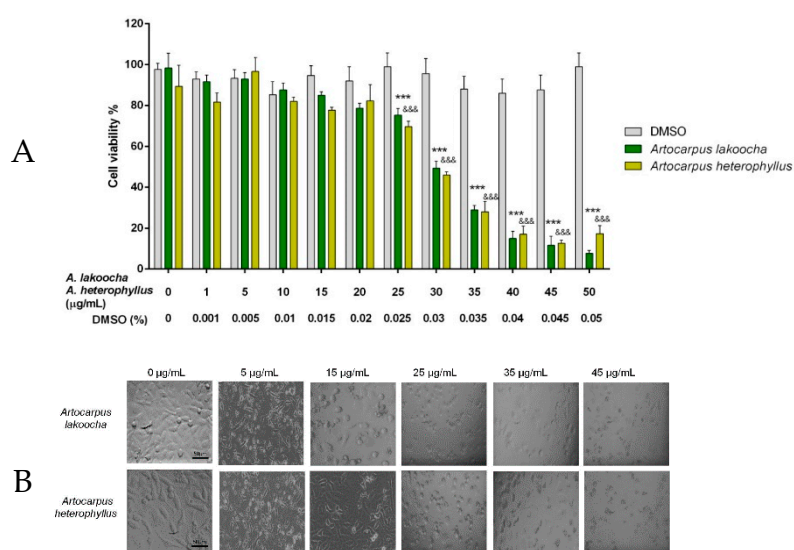 A
Cell viability %
120
100
80
60
40
20
0
*** &&& *** &&& *** &&& *** &&& *** &&& *** &&&
DMSO
Artocarpus lakoocha
Artocarpus heterophyllus
A. lakoocha
A. heterophyllus 0 1 5 10 15 20 25 30 35 40 45 50
(μg/mL)
DMSO (%) 0 0.001 0.005 0.01 0.015 0.02 0.025 0.03 0.035 0.04 0.045 0.05
0 μg/mL 5 μg/mL 15 μg/mL 25 μg/mL 35 μg/mL 45 μg/mL
Artocarpus
lakoocha
B
Artocarpus
heterophyllus